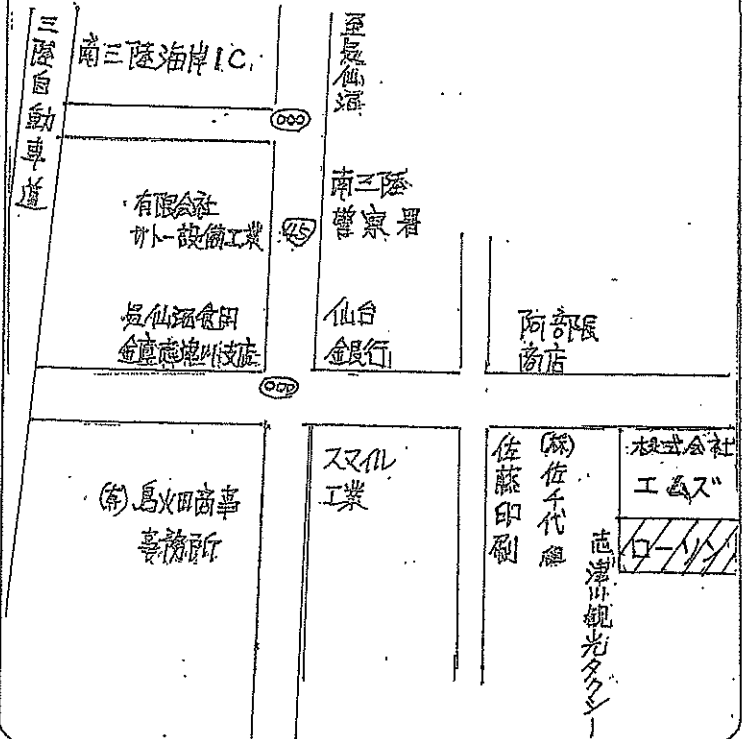 三陸自動車道
南三陸海岸I.C.
至気仙沼
有限会社
サトー設備工業
45
南三陸
警察署
気仙沼信用
金庫志津川支店
仙台
銀行
阿部長
商店
スマイル
工業
佐藤印刷
(株)佐千代組
株式会社
エムズ
ローソン
志津川観光タクシー
商事
事務所